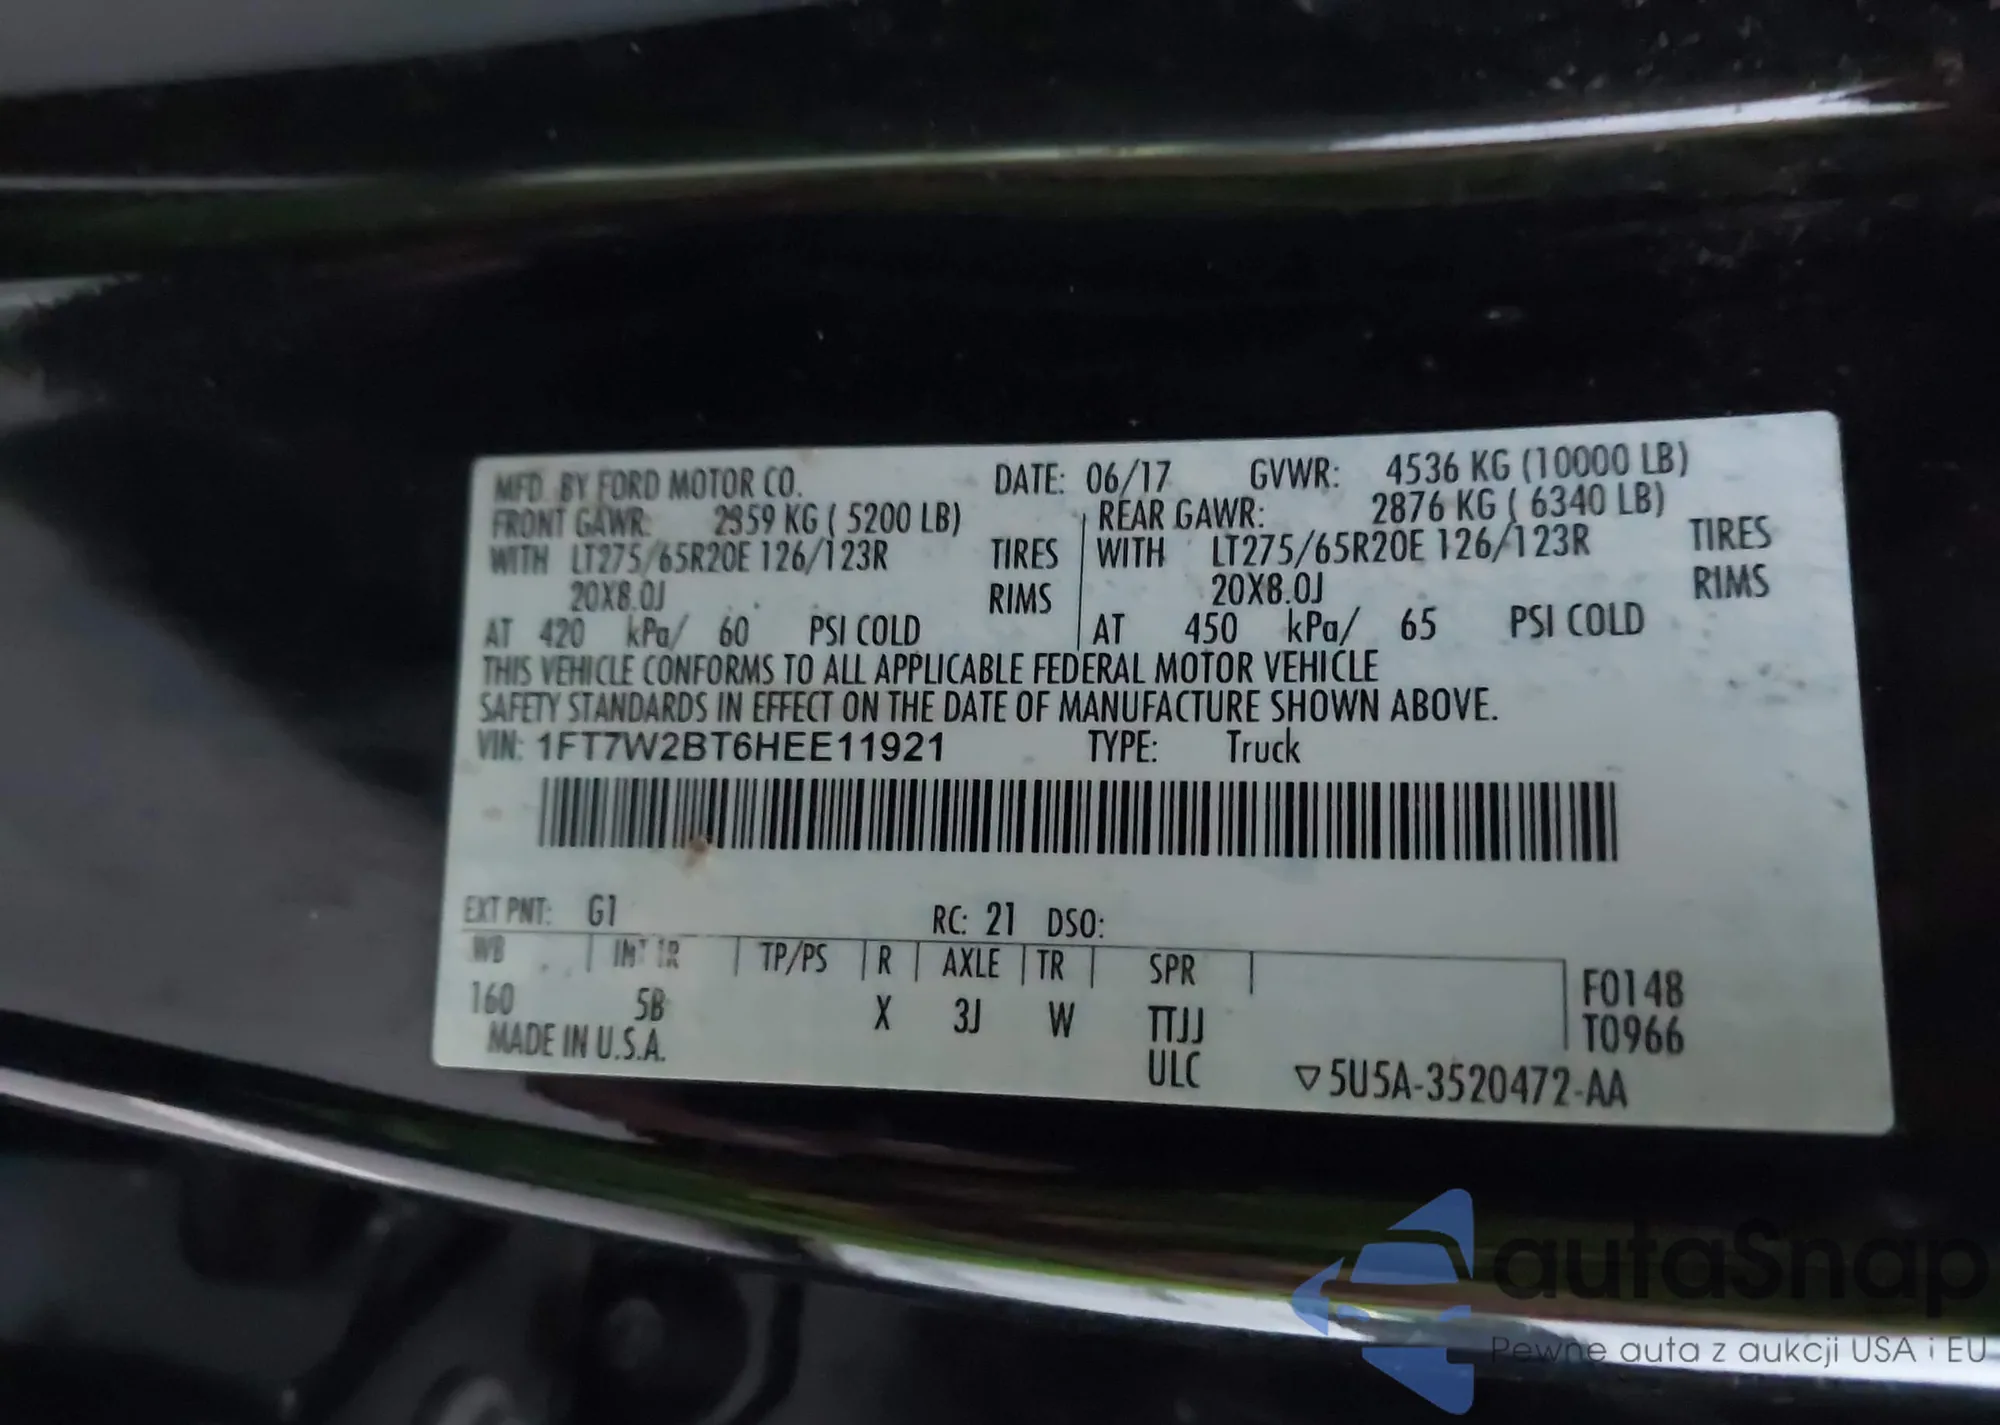 MFD. BY FORD MOTOR CO. DATE: 06/17 GVWR: 4536 KG (10000 LB)
FRONT GAWR: 2359 KG ( 5200 LB) REAR GAWR: 2876 KG ( 6340 LB)
WITH LT275/65R20E 126/123R TIRES WITH LT275/65R20E 126/123R TIRES
20X8.0J RIMS 20X8.0J RIMS
AT 420 kPa/ 60 PSI COLD AT 450 kPa/ 65 PSI COLD
THIS VEHICLE CONFORMS TO ALL APPLICABLE FEDERAL MOTOR VEHICLE
SAFETY STANDARDS IN EFFECT ON THE DATE OF MANUFACTURE SHOWN ABOVE.
VIN: 1FT7W2BT6HEE11921 TYPE: Truck
EXT PNT: G1 RC: 21 DSO:
WB INT TR TP/PS R AXLE TR SPR
160 5B X 3J W TTJJ
MADE IN U.S.A. ULC
F0148
T0966
▽5U5A-3520472-AA
autaSnap
Pewne auta z aukcji USA i EU